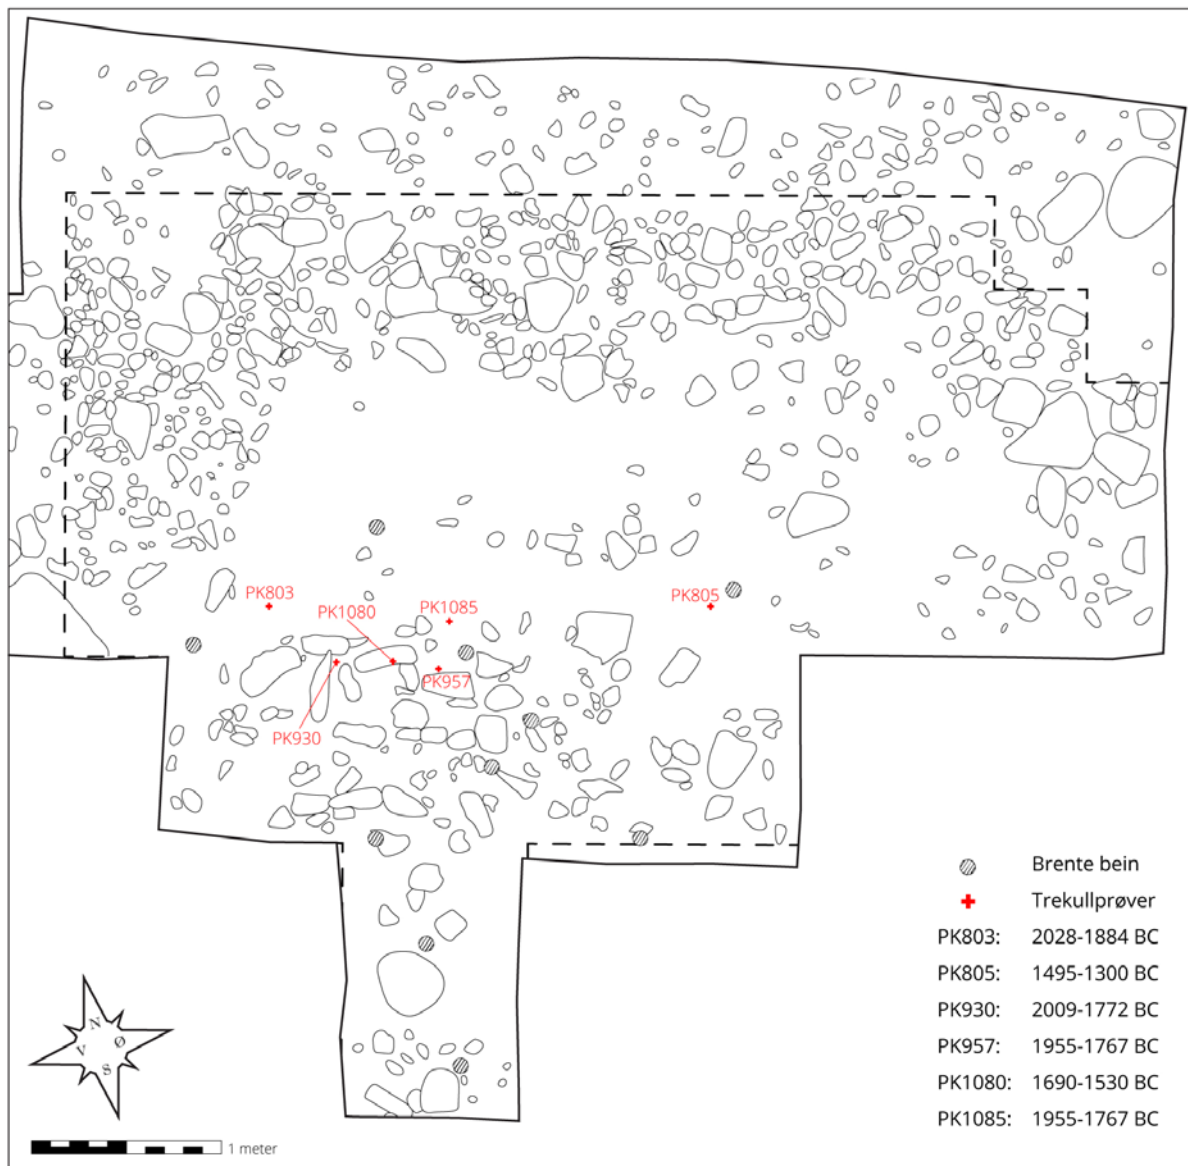 PK803
PK805
PK1080
PK1085
PK957
PK930
Brente bein
Trekullprøver
PK803: 2028-1884 BC
PK805: 1495-1300 BC
PK930: 2009-1772 BC
PK957: 1955-1767 BC
PK1080: 1690-1530 BC
PK1085: 1955-1767 BC
N
V Ø
S
1 meter